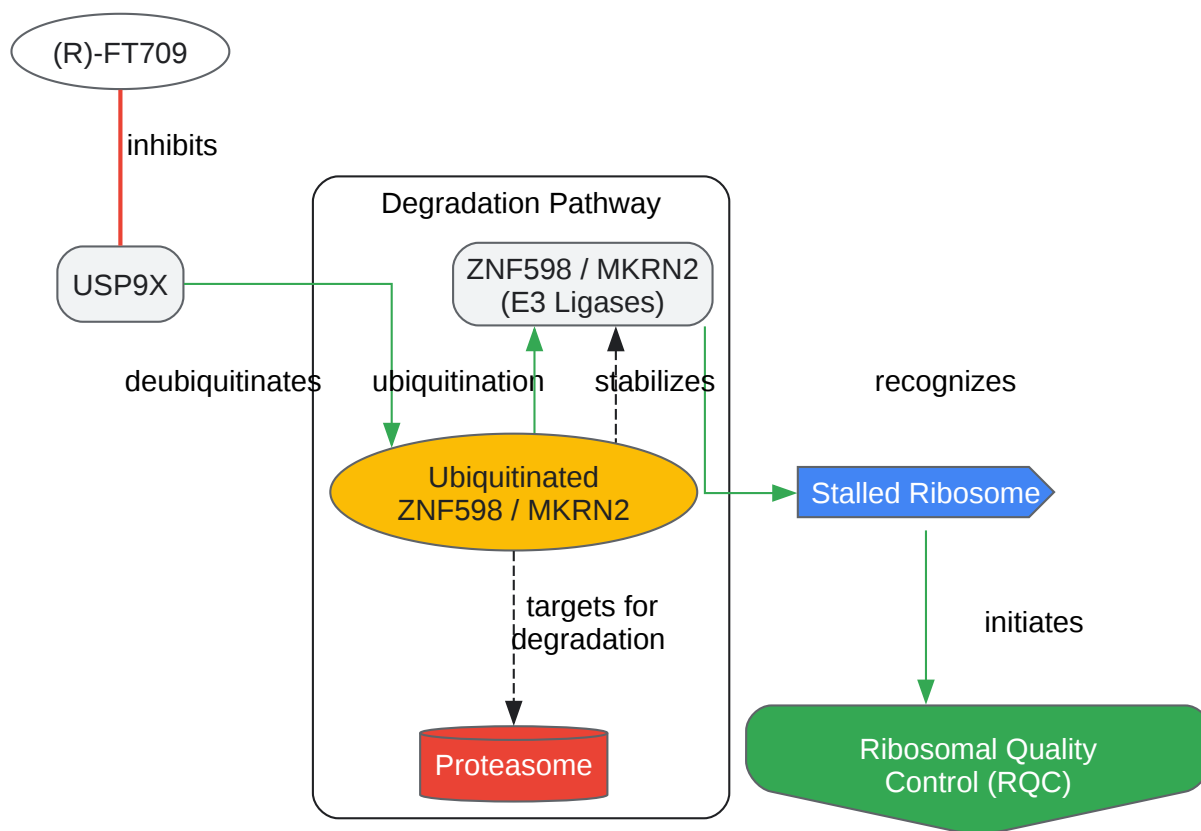 (R)-FT709
inhibits
Degradation Pathway
USP9X
ZNF598 / MKRN2
(E3 Ligases)
deubiquitinates
ubiquitination
stabilizes
recognizes
Ubiquitinated
ZNF598 / MKRN2
Stalled Ribosome
targets for
degradation
initiates
Proteasome
Ribosomal Quality
Control (RQC)